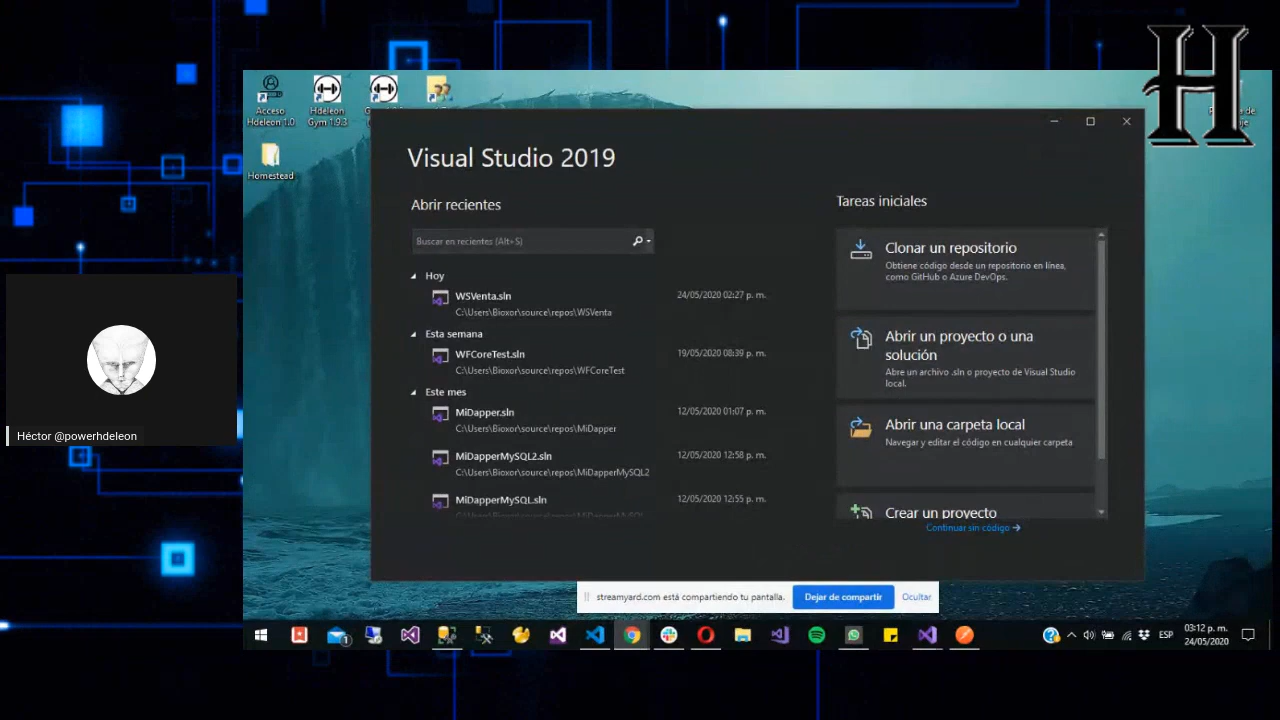 H
Acceso
Hdeleon 1.0
Hdeleon
Gym 1.9.3
Homestead
Visual Studio 2019
Abrir recientes
Buscar en recientes (Alt+S)
Hoy
WSVenta.sln
24/05/2020 02:27 p. m.
C:\Users\Bioxor\source\repos\WSVenta
Esta semana
WFCoreTest.sln
19/05/2020 08:39 p. m.
C:\Users\Bioxor\source\repos\WFCoreTest
Este mes
MiDapper.sln
12/05/2020 01:07 p. m.
C:\Users\Bioxor\source\repos\MiDapper
MiDapperMySQL2.sln
12/05/2020 12:58 p. m.
C:\Users\Bioxor\source\repos\MiDapperMySQL2
MiDapperMySQL.sln
12/05/2020 12:55 p. m.
Tareas iniciales
Clonar un repositorio
Obtiene código desde un repositorio en línea,
como GitHub o Azure DevOps.
Abrir un proyecto o una
solución
Abre un archivo .sln o proyecto de Visual Studio
local.
Abrir una carpeta local
Navegar y editar el código en cualquier carpeta
Crear un proyecto
Continuar sin código →
Héctor @powerhdeleon
streamyard.com está compartiendo tu pantalla.
Dejar de compartir
Ocultar
1
ESP
03:12 p. m.
24/05/2020